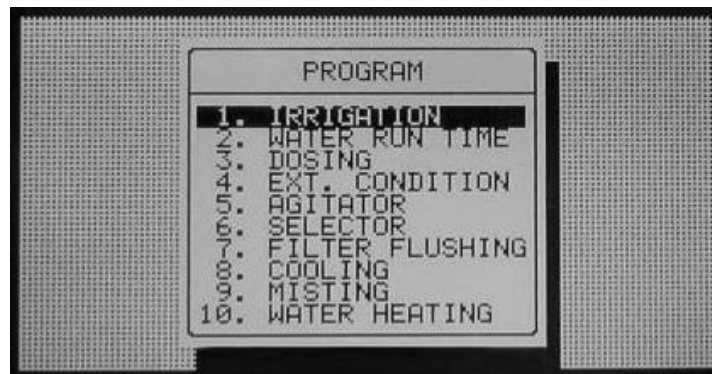 PROGRAM
1. IRRIGATION
2. WATER RUN TIME
3. DOSING
4. EXT. CONDITION
5. AGITATOR
6. SELECTOR
7. FILTER FLUSHING
8. COOLING
9. MISTING
10. WATER HEATING